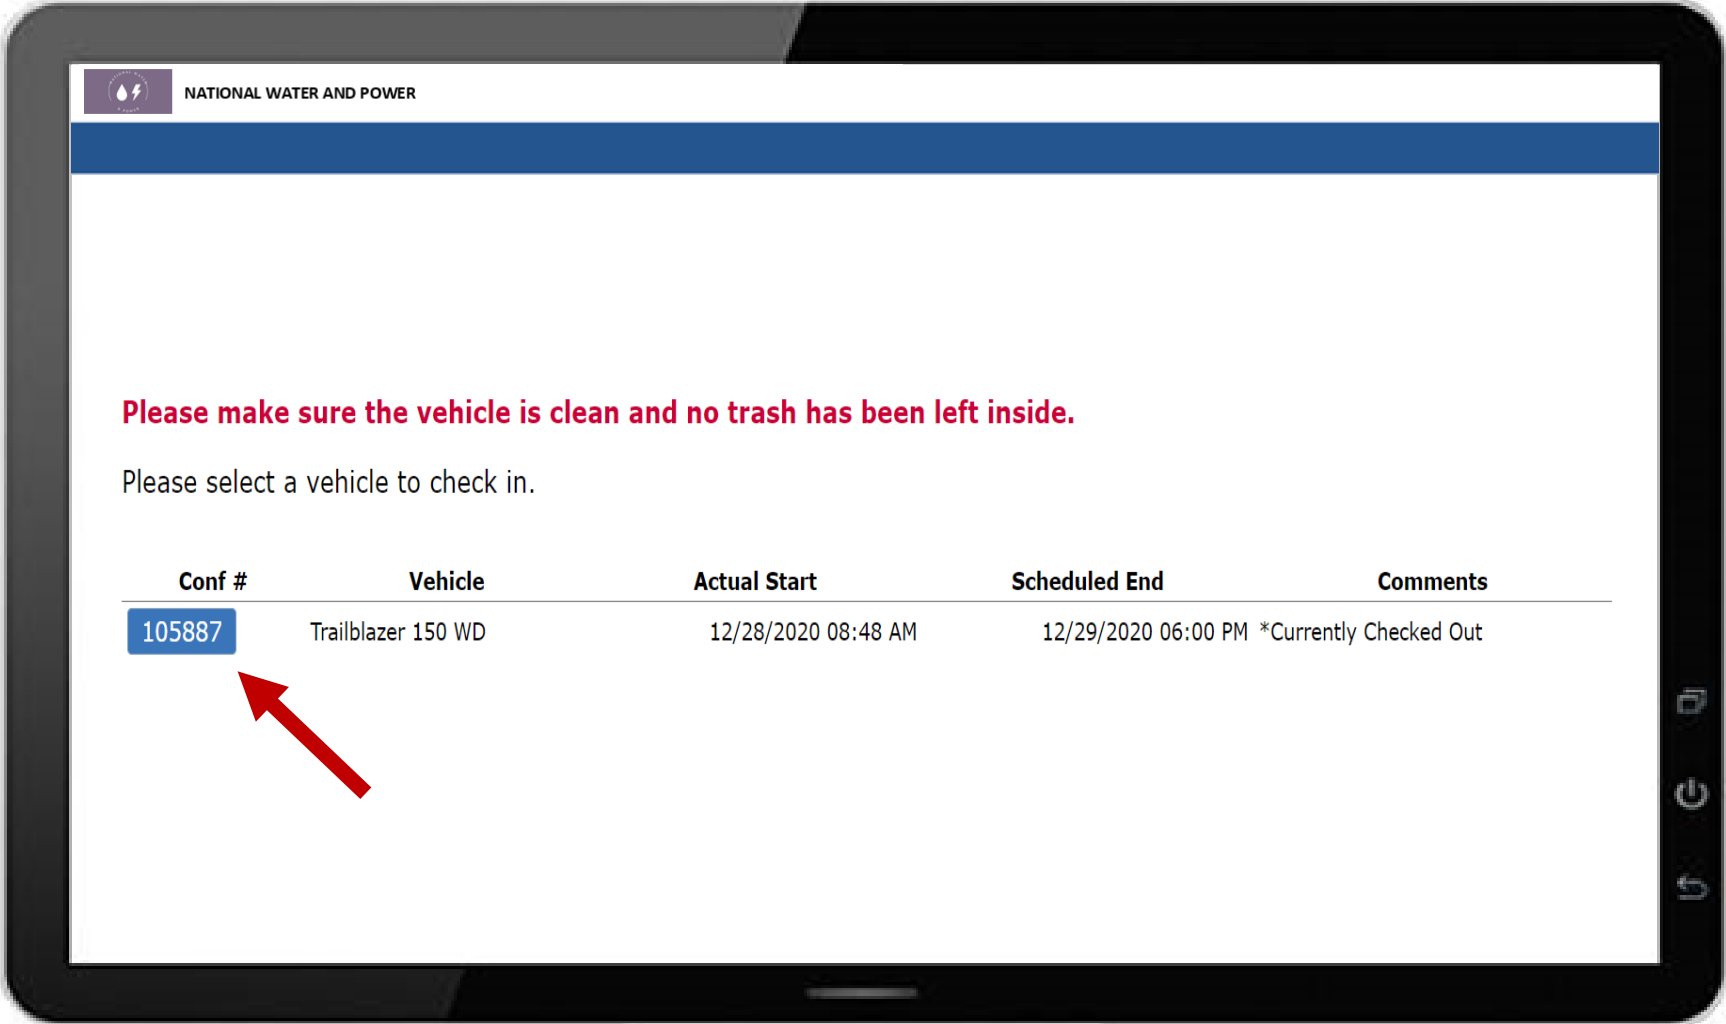 NATIONAL WATER AND POWER
Please make sure the vehicle is clean and no trash has been left inside.
Please select a vehicle to check in.
Conf # Vehicle Actual Start Scheduled End Comments
105887 Trailblazer 150 WD 12/28/2020 08:48 AM 12/29/2020 06:00 PM *Currently Checked Out